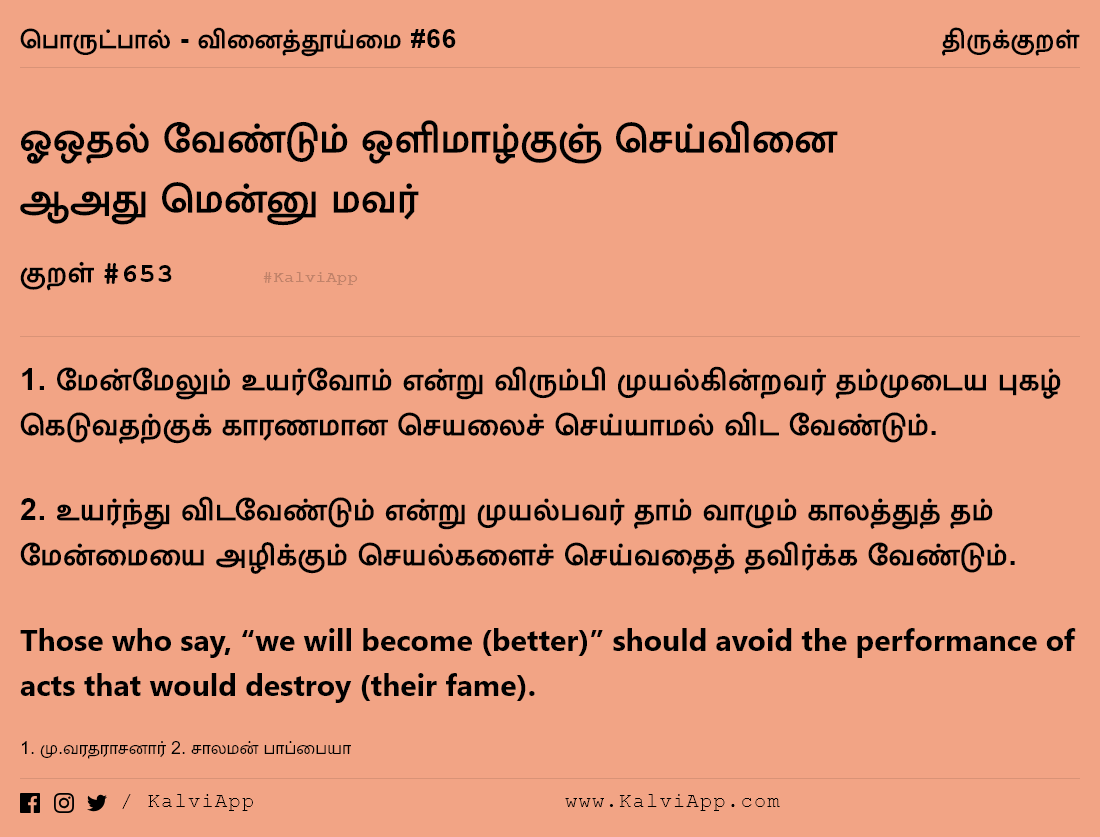 பொருட்பால் - வினைத்தூய்மை #66
திருக்குறள்
ஓஒதல் வேண்டும் ஒளிமாழ்குஞ் செய்வினை
ஆஅது மென்னு மவர்
குறள் #653
#KalviApp
1. மேன்மேலும் உயர்வோம் என்று விரும்பி முயல்கின்றவர் தம்முடைய புகழ்
கெடுவதற்குக் காரணமான செயலைச் செய்யாமல் விட வேண்டும்.
2. உயர்ந்து விடவேண்டும் என்று முயல்பவர் தாம் வாழும் காலத்துத் தம்
மேன்மையை அழிக்கும் செயல்களைச் செய்வதைத் தவிர்க்க வேண்டும்.
Those who say, “we will become (better)” should avoid the performance of
acts that would destroy (their fame).
1. மு.வரதராசனார் 2. சாலமன் பாப்பையா
/ KalviApp
www.KalviApp.com